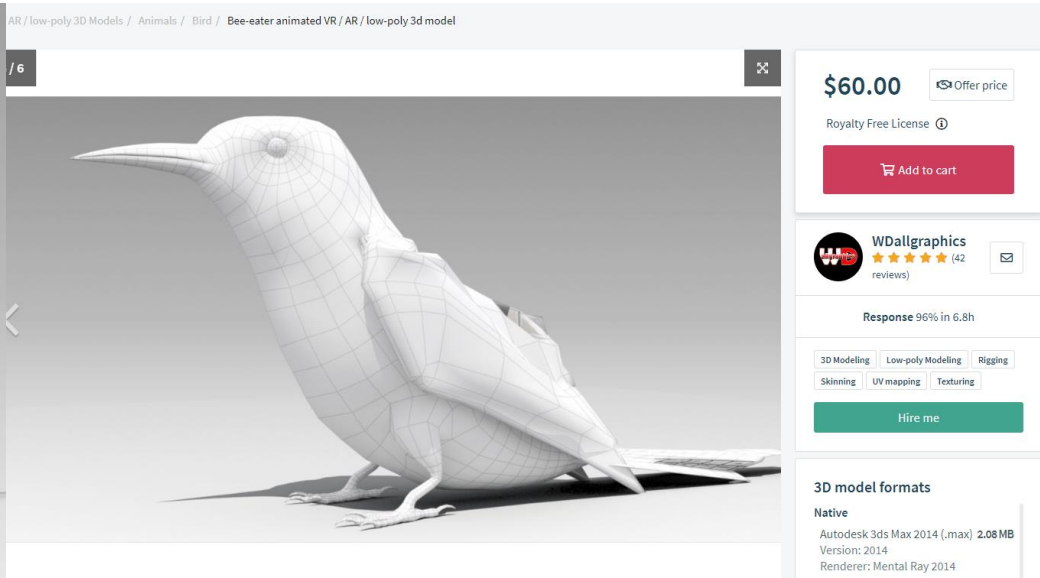 AR / low-poly 3D Models / Animals / Bird / Bee-eater animated VR / AR / low-poly 3d model
/ 6
$60.00
Offer price
Royalty Free License
Add to cart
WD
WDallgraphics
(42
reviews)
Response 96% in 6.8h
3D Modeling Low-poly Modeling Rigging
Skinning UV mapping Texturing
Hire me
3D model formats
Native
Autodesk 3ds Max 2014 (.max) 2.08 MB
Version: 2014
Renderer: Mental Ray 2014